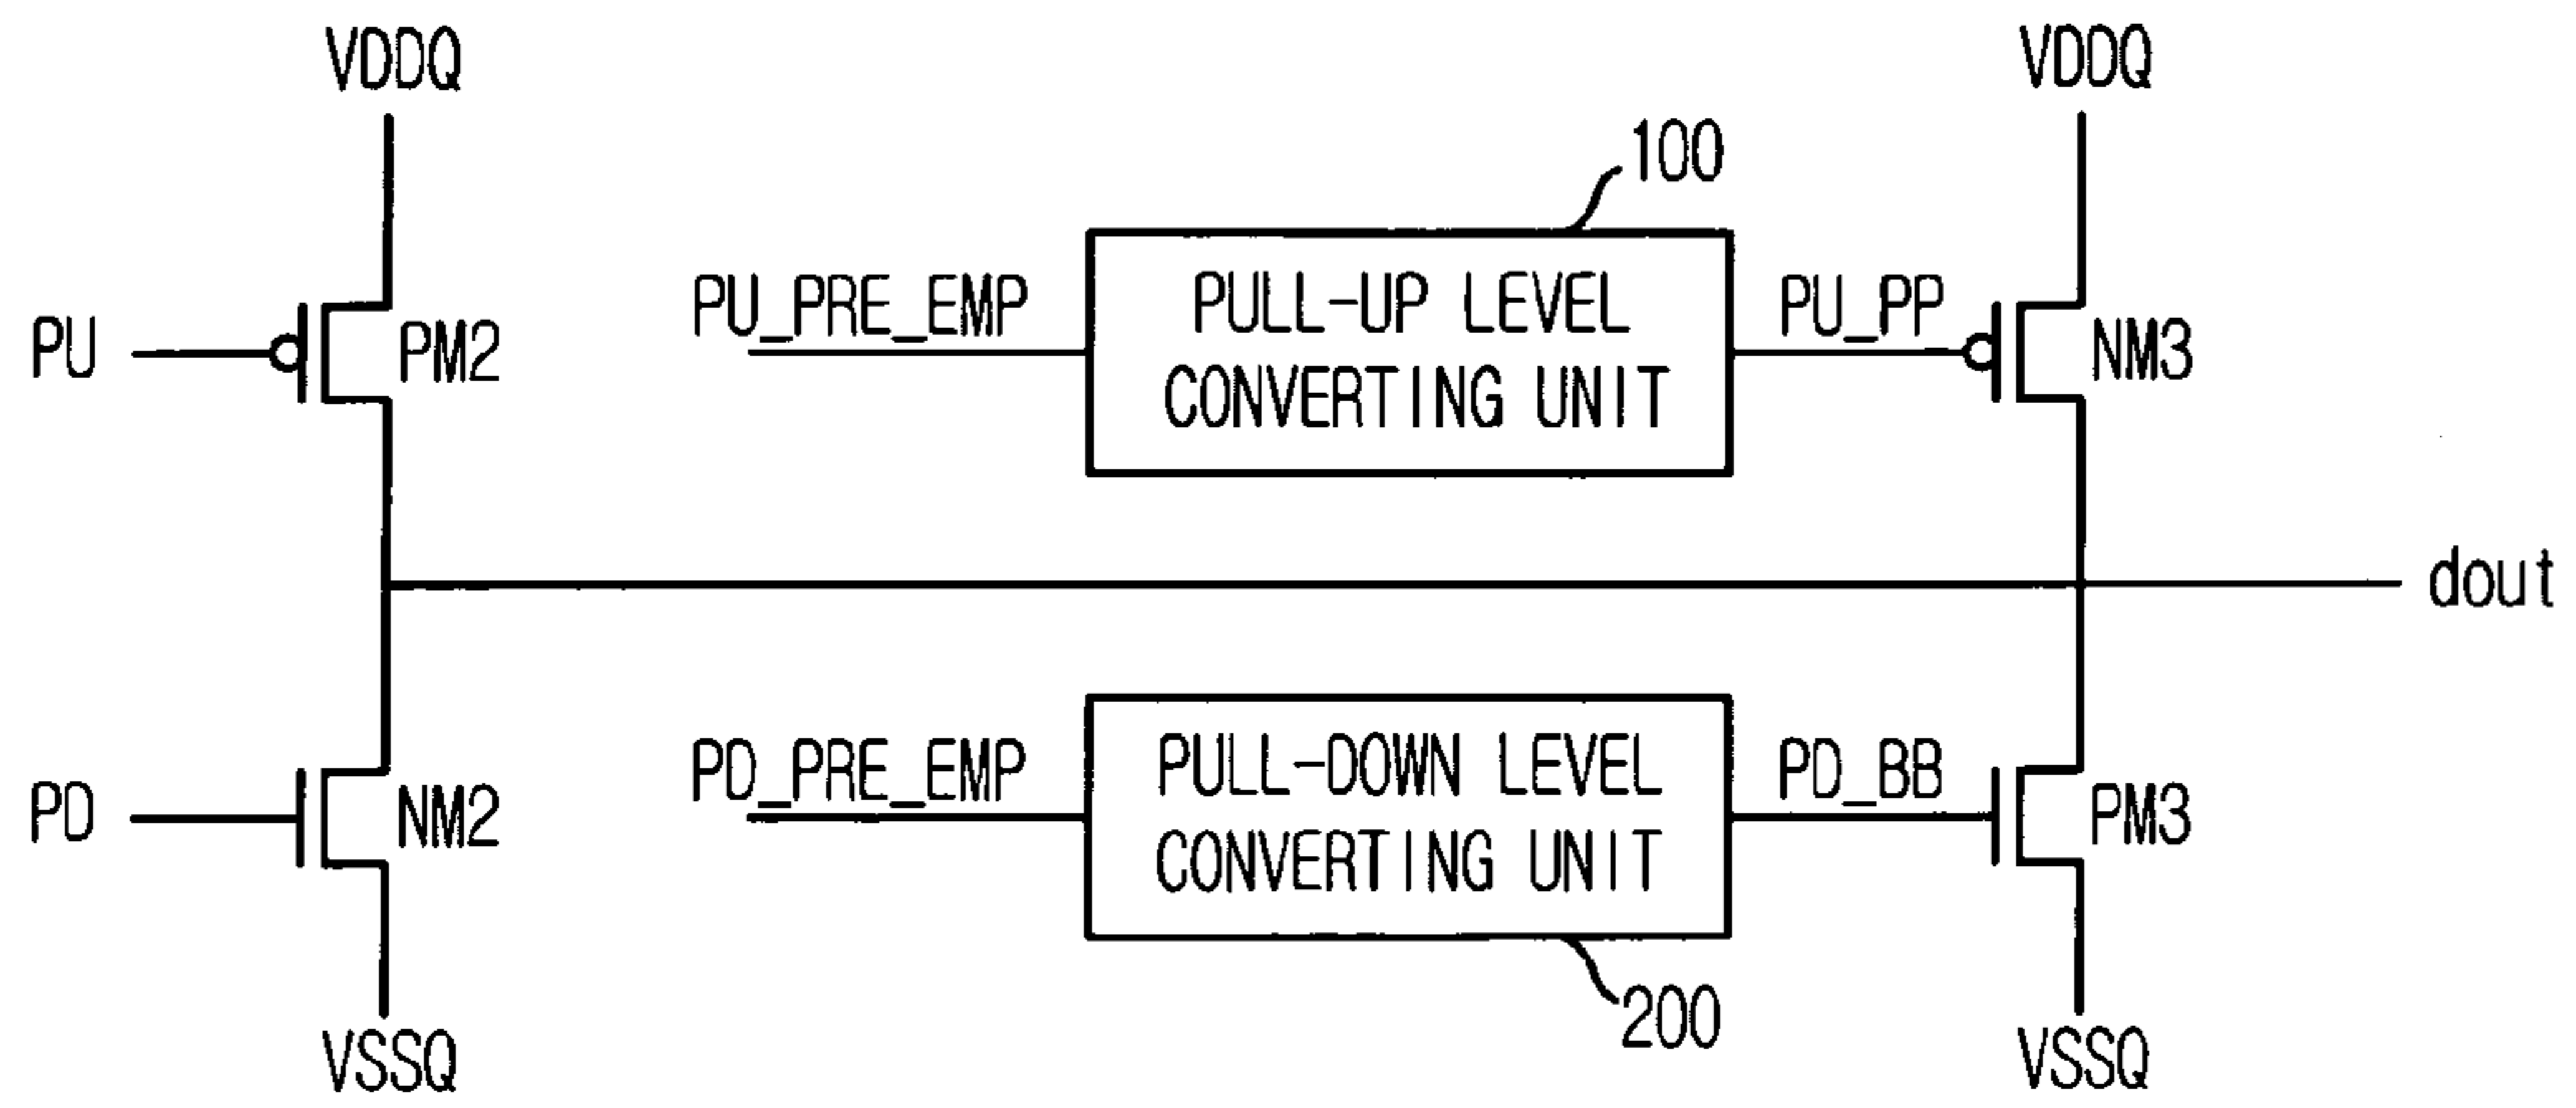 VDDQ
VDDQ
100
PU
PM2
PU_PRE_EMP
PULL-UP LEVEL
CONVERTING UNIT
PU_PP
NM3
dout
PD
NM2
PD_PRE_EMP
PULL-DOWN LEVEL
CONVERTING UNIT
PD_BB
PM3
200
VSSQ
VSSQ